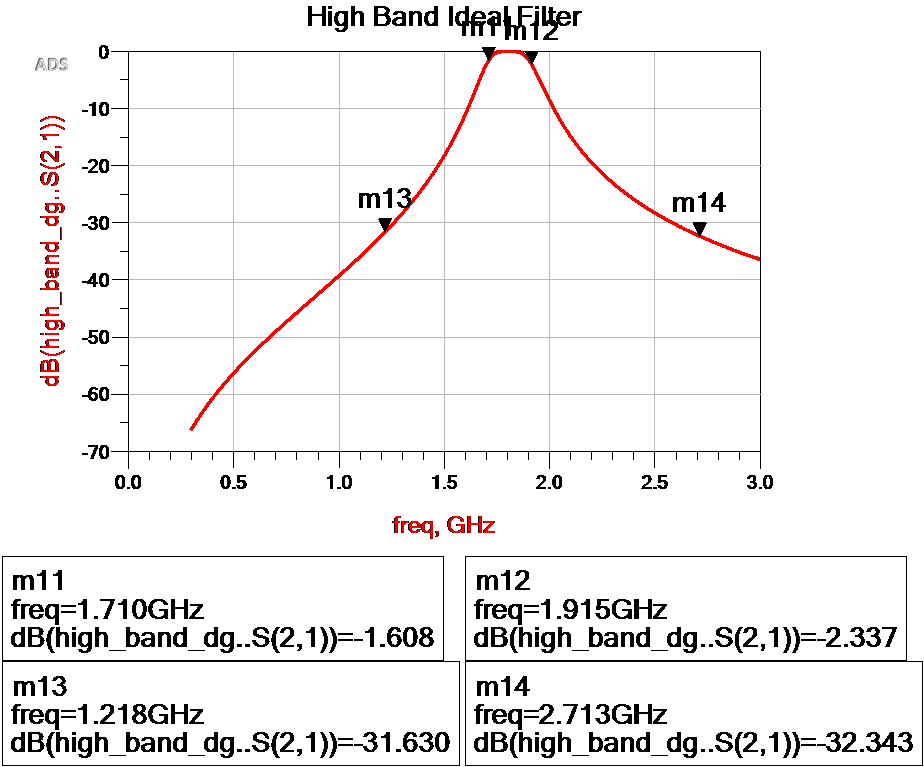 High Band Ideal Filter
m11
m12
ADS
0
-10
-20
-30
-40
-50
-60
-70
dB(high_band_dg..S(2,1))
m13
m14
0.0
0.5
1.0
1.5
2.0
2.5
3.0
freq, GHz
m11
freq=1.710GHz
dB(high_band_dg..S(2,1))=-1.608
m12
freq=1.915GHz
dB(high_band_dg..S(2,1))=-2.337
m13
freq=1.218GHz
dB(high_band_dg..S(2,1))=-31.630
m14
freq=2.713GHz
dB(high_band_dg..S(2,1))=-32.343